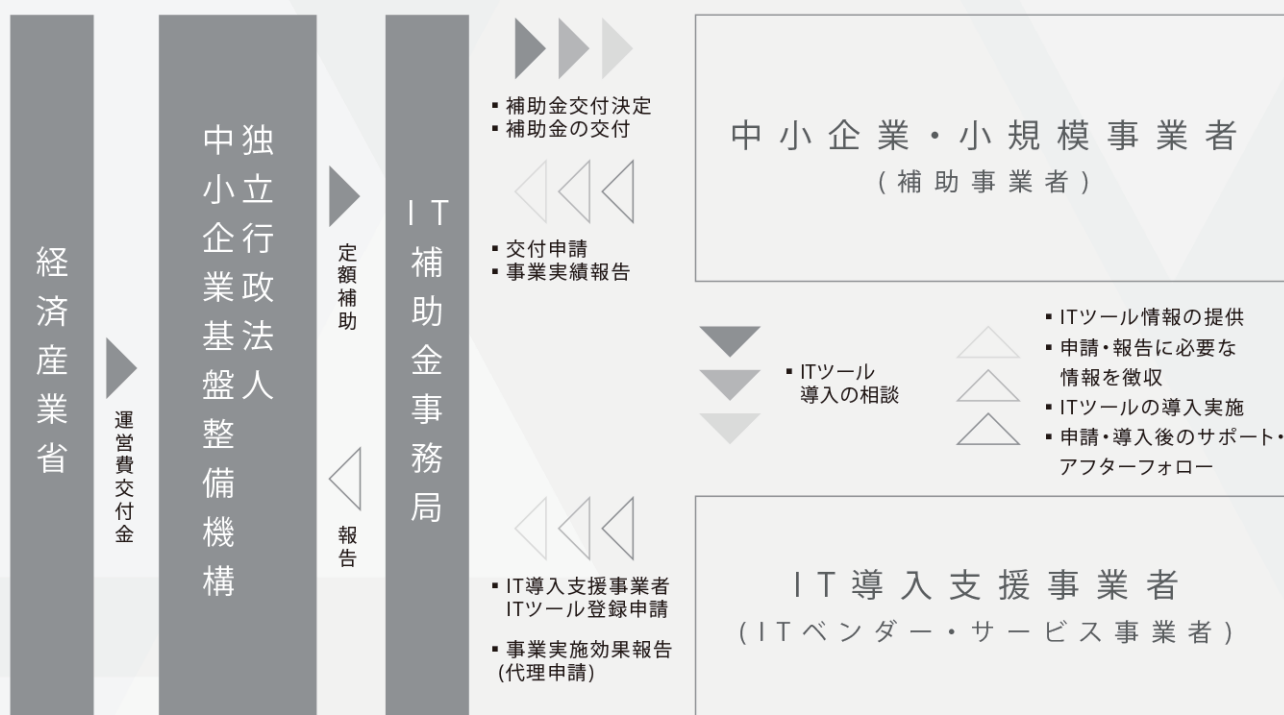 経済産業省
運営費交付金
独立行政法人
中小企業基盤整備機構
定額補助
報告
IT補助金事務局
▪ 補助金交付決定
▪ 補助金の交付
▪ 交付申請
▪ 事業実績報告
中小企業・小規模事業者
(補助事業者)
▪ ITツール
導入の相談
▪ ITツール情報の提供
▪ 申請・報告に必要な
情報を徴収
▪ ITツールの導入実施
▪ 申請・導入後のサポート・
アフターフォロー
▪ IT導入支援事業者
ITツール登録申請
▪ 事業実施効果報告
(代理申請)
IT導入支援事業者
(ITベンダー・サービス事業者)